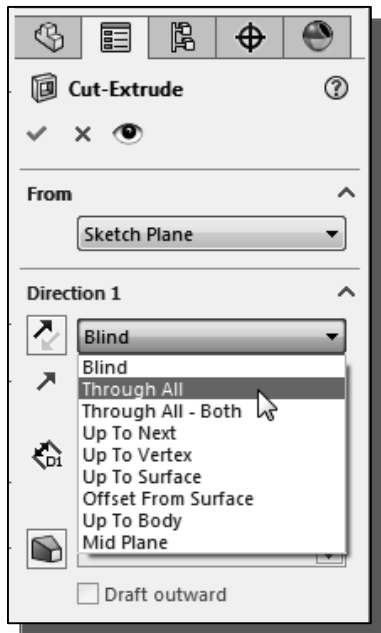 Cut-Extrude
From
Sketch Plane
Direction 1
Blind
Blind
Through All
Through All - Both
Up To Next
Up To Vertex
Up To Surface
Offset From Surface
Up To Body
Mid Plane
D1
Draft outward